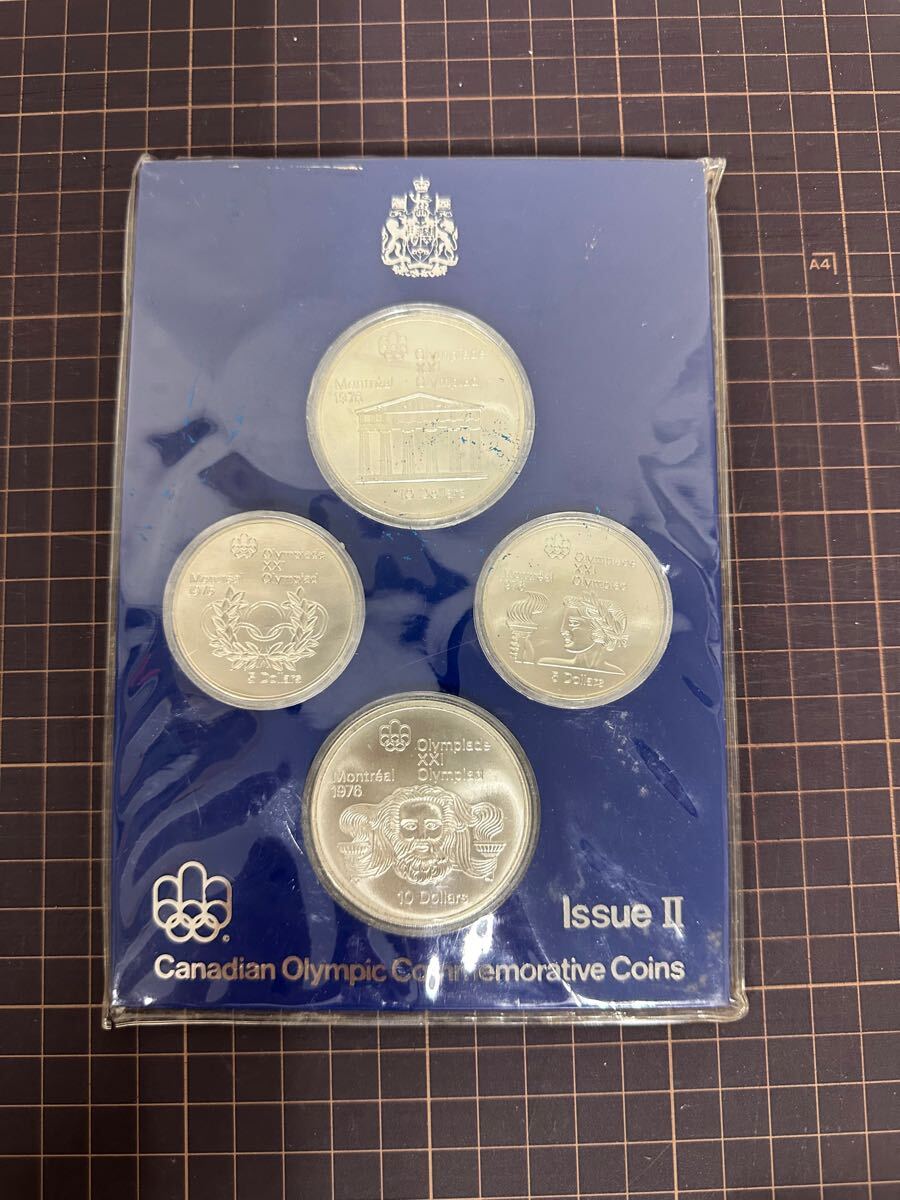 A4
Olympiade
XXI
Olympiad
Montréal
1976
10 Dollars
Olympiade
XXI
Olympiad
Montréal
1976
5 Dollars
Olympiade
XXI
Olympiad
Montréal
1976
5 Dollars
Olympiade
XXI
Olympiad
Montréal
1976
10 Dollars
Issue II
Canadian Olympic Commemorative Coins